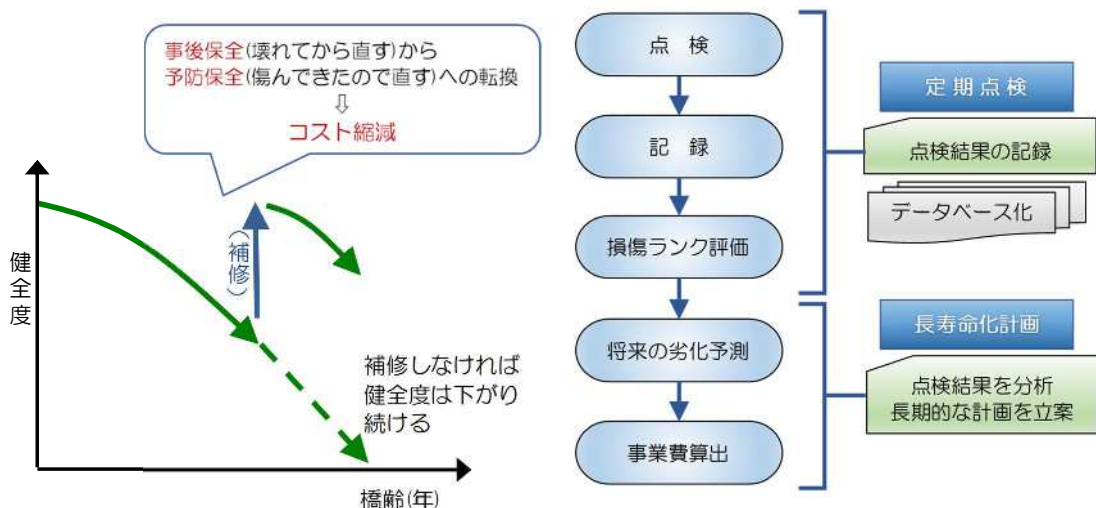 事後保全(壊れてから直す)から
予防保全(傷んできたので直す)への転換
⇩
コスト縮減
健全度
(補修)
補修しなければ
健全度は下がり
続ける
橋齢(年)
点 検
記 録
損傷ランク評価
将来の劣化予測
事業費算出
定 期 点 検
点検結果の記録
データベース化
長寿命化計画
点検結果を分析
長期的な計画を立案